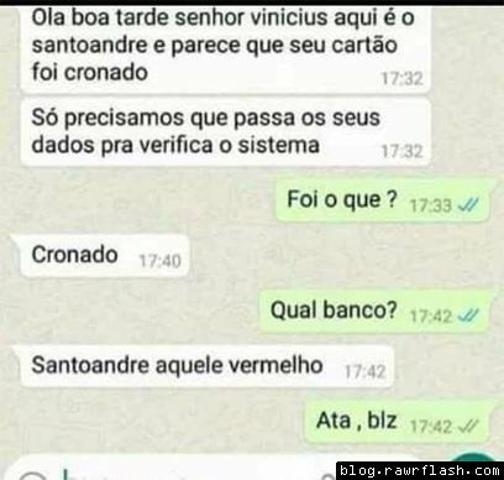 Ola boa tarde senhor vinicius aqui é o
santoandre e parece que seu cartão
foi cronado
17:32
Só precisamos que passa os seus
dados pra verifica o sistema
17:32
Foi o que ? 17:33
Cronado 17:40
Qual banco? 17:42
Santoandre aquele vermelho 17:42
Ata , blz 17:42
blog.rawrflash.com